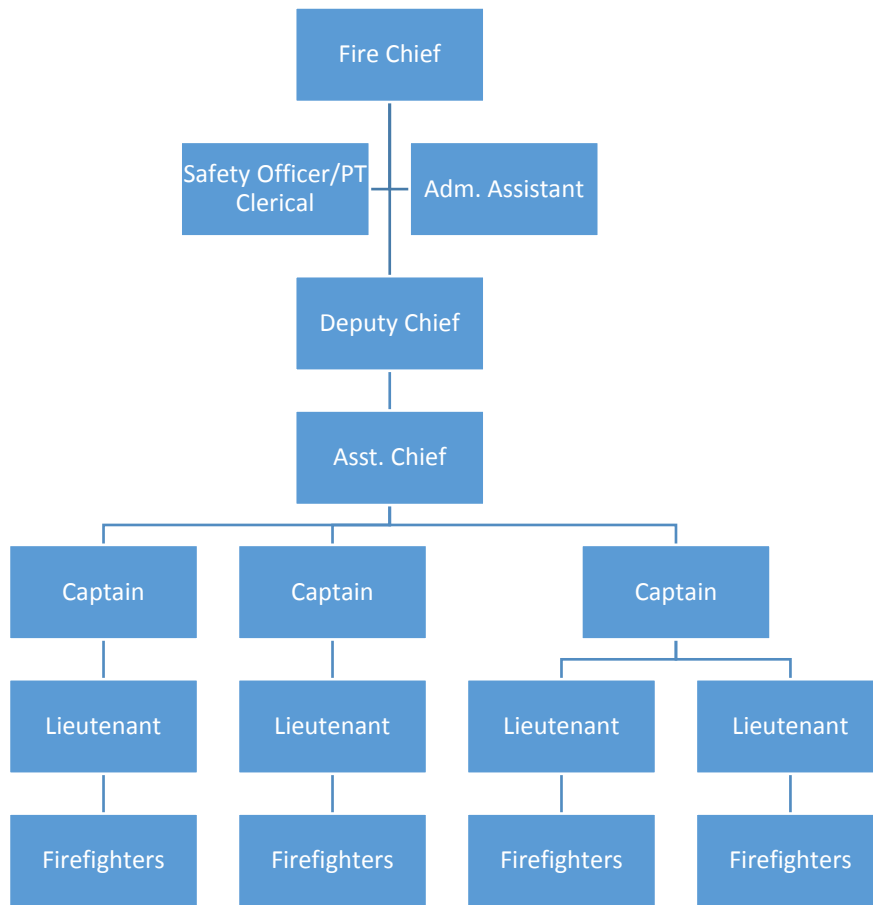 Fire Chief
Safety Officer/PT
Clerical
Adm. Assistant
Deputy Chief
Asst. Chief
Captain
Captain
Captain
Lieutenant
Lieutenant
Lieutenant
Lieutenant
Firefighters
Firefighters
Firefighters
Firefighters